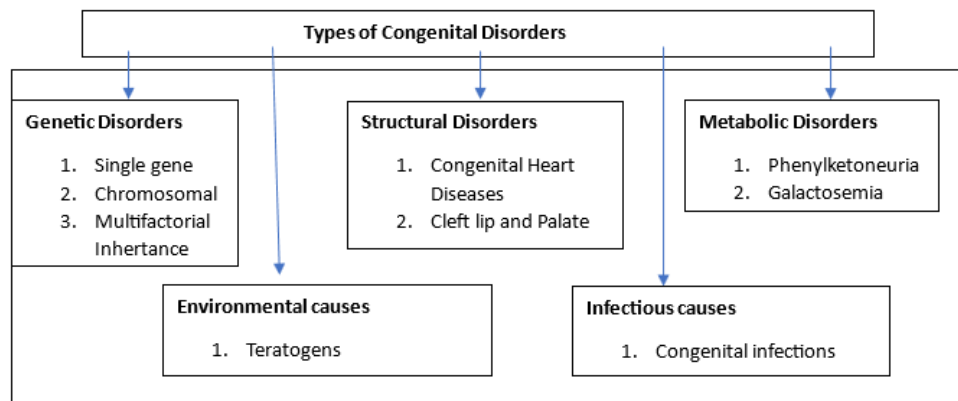 Types of Congenital Disorders
Genetic Disorders
1. Single gene
2. Chromosomal
3. Multifactorial
Inhertance
Structural Disorders
1. Congenital Heart
Diseases
2. Cleft lip and Palate
Metabolic Disorders
1. Phenylketoneuria
2. Galactosemia
Environmental causes
1. Teratogens
Infectious causes
1. Congenital infections